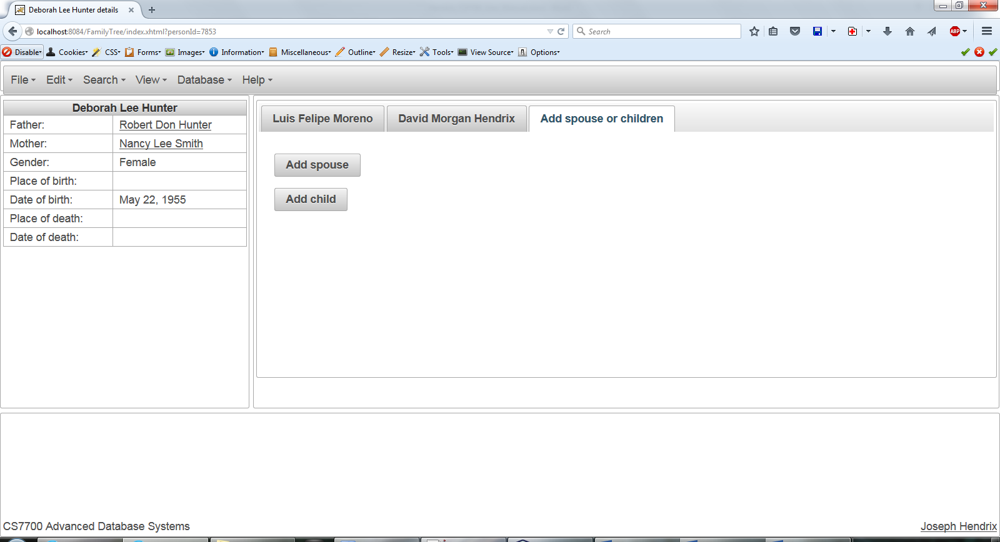 Deborah Lee Hunter details
localhost:8084/FamilyTree/index.xhtml?personId=7853
Search
ABP
Disable Cookies CSS Forms Images Information Miscellaneous Outline Resize Tools View Source Options
File Edit Search View Database Help
Deborah Lee Hunter
Father: Robert Don Hunter
Mother: Nancy Lee Smith
Gender: Female
Place of birth:
Date of birth: May 22, 1955
Place of death:
Date of death:
Luis Felipe Moreno David Morgan Hendrix Add spouse or children
Add spouse
Add child
CS7700 Advanced Database Systems
Joseph Hendrix